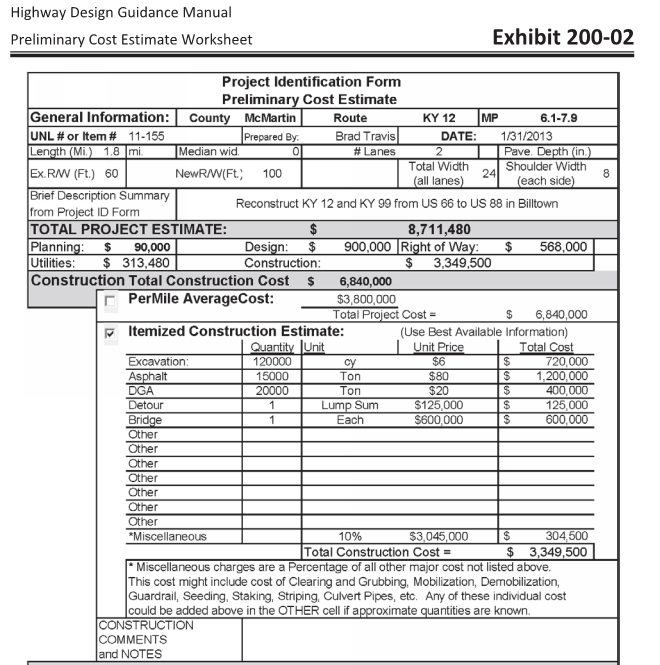 Highway Design Guidance Manual
Preliminary Cost Estimate Worksheet Exhibit 200-02
Project Identification Form
Preliminary Cost Estimate
General Information: County McMartin Route KY 12 MP 6.1-7.9
UNL # or Item # 11-155 Prepared By: Brad Travis DATE: 1/31/2013
Length (Mi.) 1.8 mi. Median wid. 0 # Lanes 2 Pave. Depth (in.)
Ex.R/W (Ft.) 60 NewR/W(Ft.) 100 Total Width (all lanes) 24 Shoulder Width (each side) 8
Brief Description Summary
from Project ID Form
Reconstruct KY 12 and KY 99 from US 66 to US 88 in Billtown
TOTAL PROJECT ESTIMATE: $ 8,711,480
Planning: $ 90,000 Design: $ 900,000 Right of Way: $ 568,000
Utilities: $ 313,480 Construction: $ 3,349,500
Construction Total Construction Cost $ 6,840,000
PerMile AverageCost: $3,800,000
Total Project Cost = $ 6,840,000
Itemized Construction Estimate: (Use Best Available Information)
Quantity Unit Unit Price Total Cost
Excavation: 120000 cy $6 $ 720,000
Asphalt 15000 Ton $80 $ 1,200,000
DGA 20000 Ton $20 $ 400,000
Detour 1 Lump Sum $125,000 $ 125,000
Bridge 1 Each $600,000 $ 600,000
Other
Other
Other
Other
Other
Other
Other
*Miscellaneous 10% $3,045,000 $ 304,500
Total Construction Cost = $ 3,349,500
* Miscellaneous charges are a Percentage of all other major cost not listed above.
This cost might include cost of Clearing and Grubbing, Mobilization, Demobilization,
Guardrail, Seeding, Staking, Striping, Culvert Pipes, etc. Any of these individual cost
could be added above in the OTHER cell if approximate quantities are known.
CONSTRUCTION
COMMENTS
and NOTES